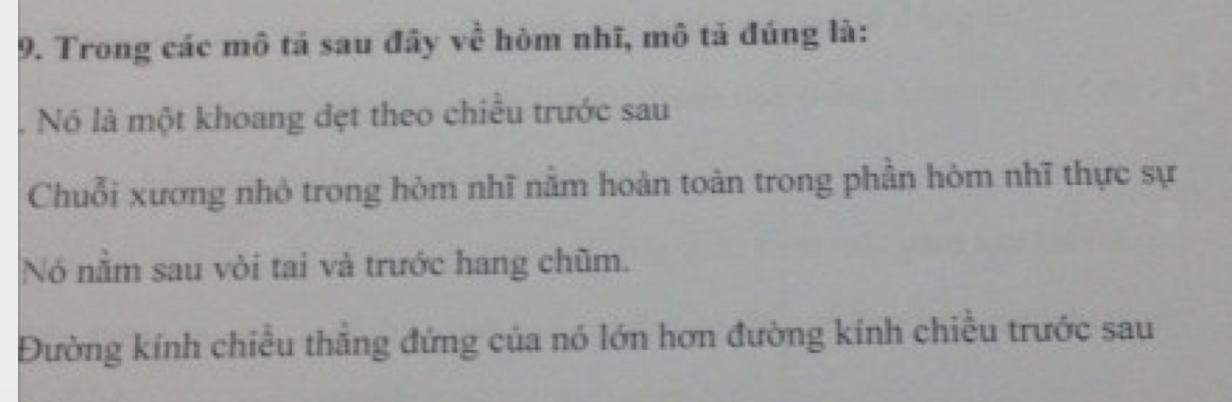 9. Trong các mô tả sau đây về hòm nhĩ, mô tả đúng là:
. Nó là một khoang dẹt theo chiều trước sau
Chuỗi xương nhỏ trong hòm nhĩ nằm hoàn toàn trong phần hòm nhĩ thực sự
Nó nằm sau vòi tai và trước hang chũm.
Đường kính chiều thẳng đứng của nó lớn hơn đường kính chiều trước sau